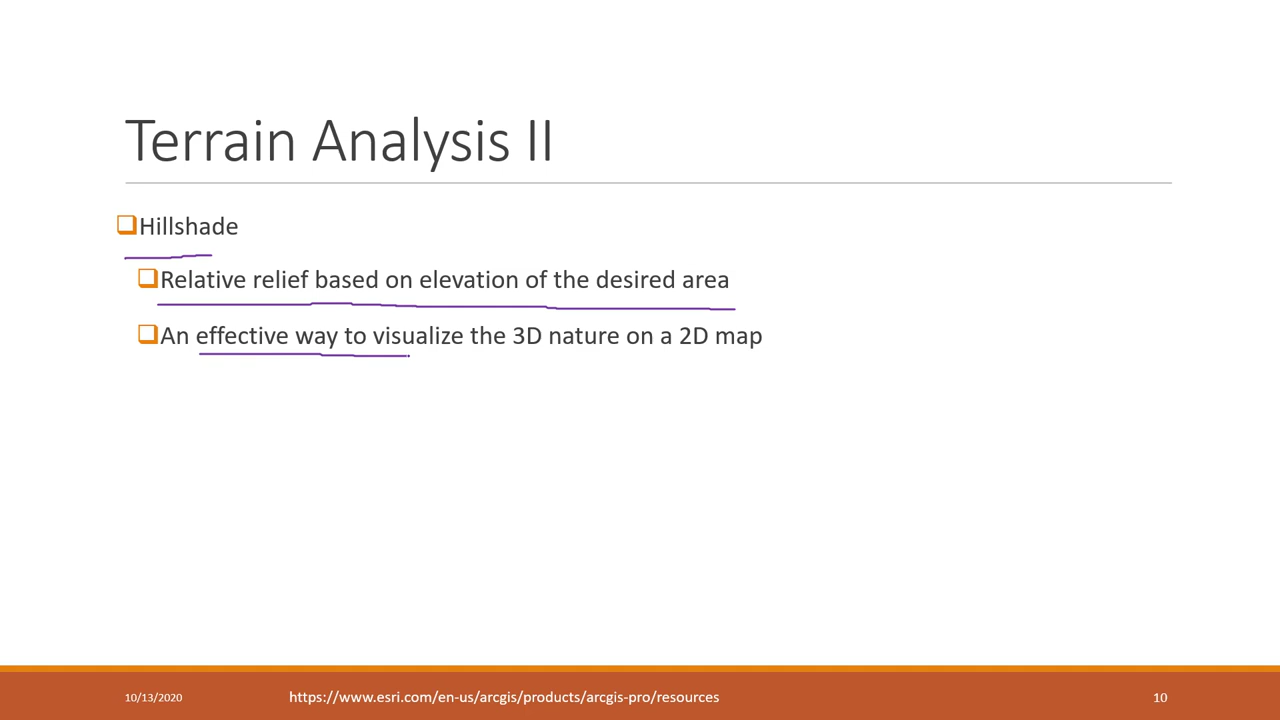 Terrain Analysis II
Hillshade
Relative relief based on elevation of the desired area
An effective way to visualize the 3D nature on a 2D map
10/13/2020
https://www.esri.com/en-us/arcgis/products/arcgis-pro/resources
10